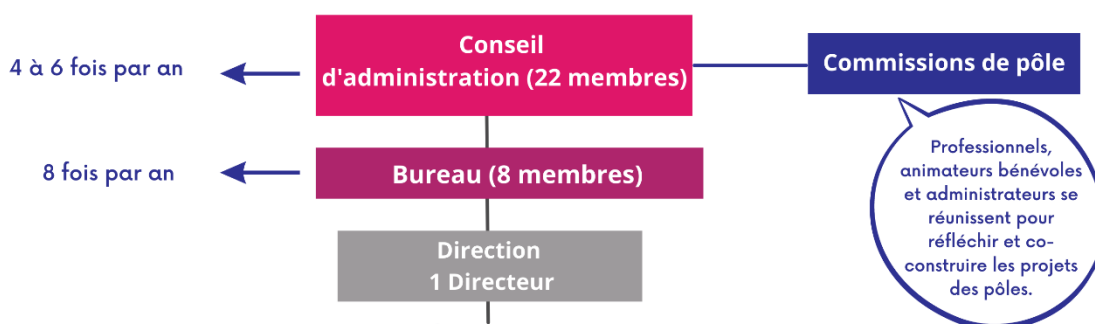 Conseil
d'administration (22 membres)
4 à 6 fois par an
Commissions de pôle
Bureau (8 membres)
8 fois par an
Direction
1 Directeur
Professionnels,
animateurs bénévoles
et administrateurs se
réunissent pour
réfléchir et co-
construire les projets
des pôles.